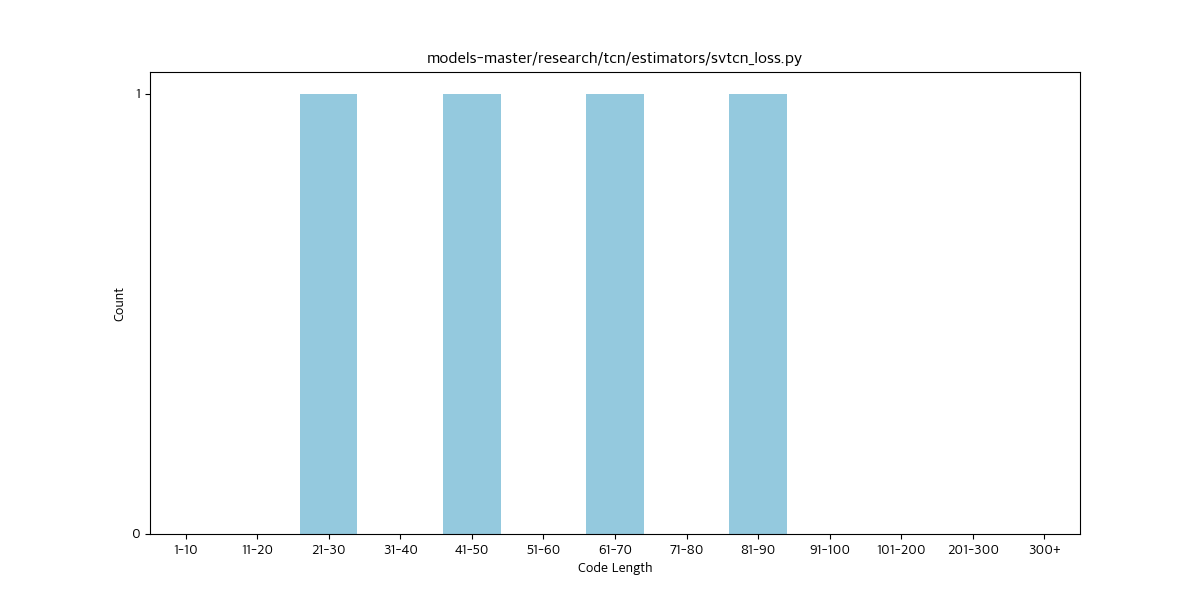 models-master/research/tcn/estimators/svtcn_loss.py
1
Count
0
1-10 11-20 21-30 31-40 41-50 51-60 61-70 71-80 81-90 91-100 101-200 201-300 300+
Code Length